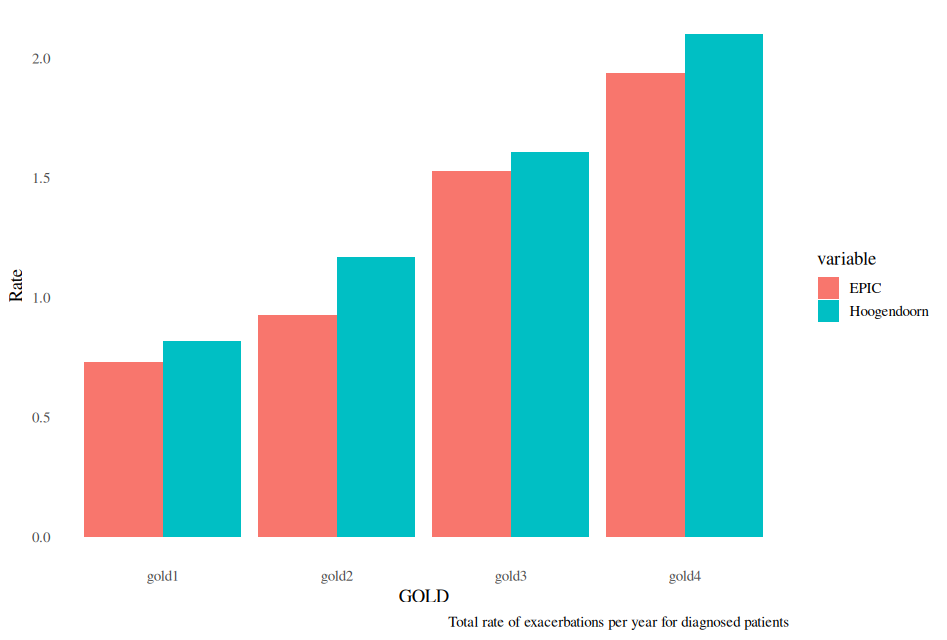 2.0
1.5
1.0
0.5
0.0
Rate
gold1 gold2 gold3 gold4
GOLD
Total rate of exacerbations per year for diagnosed patients
variable
EPIC
Hoogendoorn